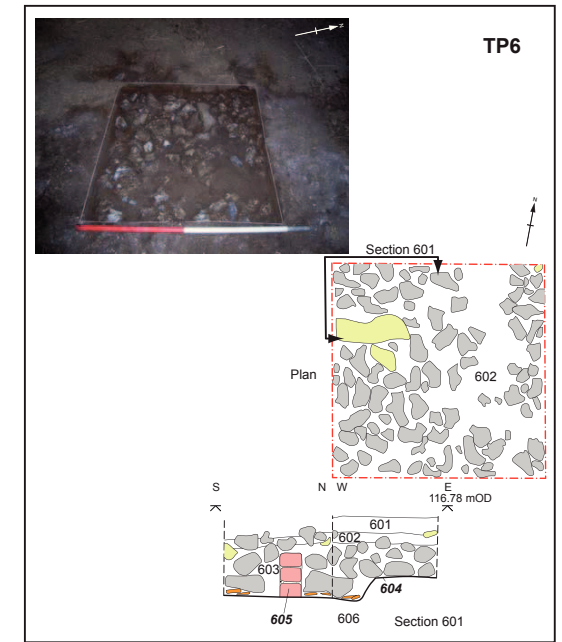 N
TP6
N
Section 601
Plan
602
S
N W
E
116.78 mOD
601
602
603
604
605
606
Section 601